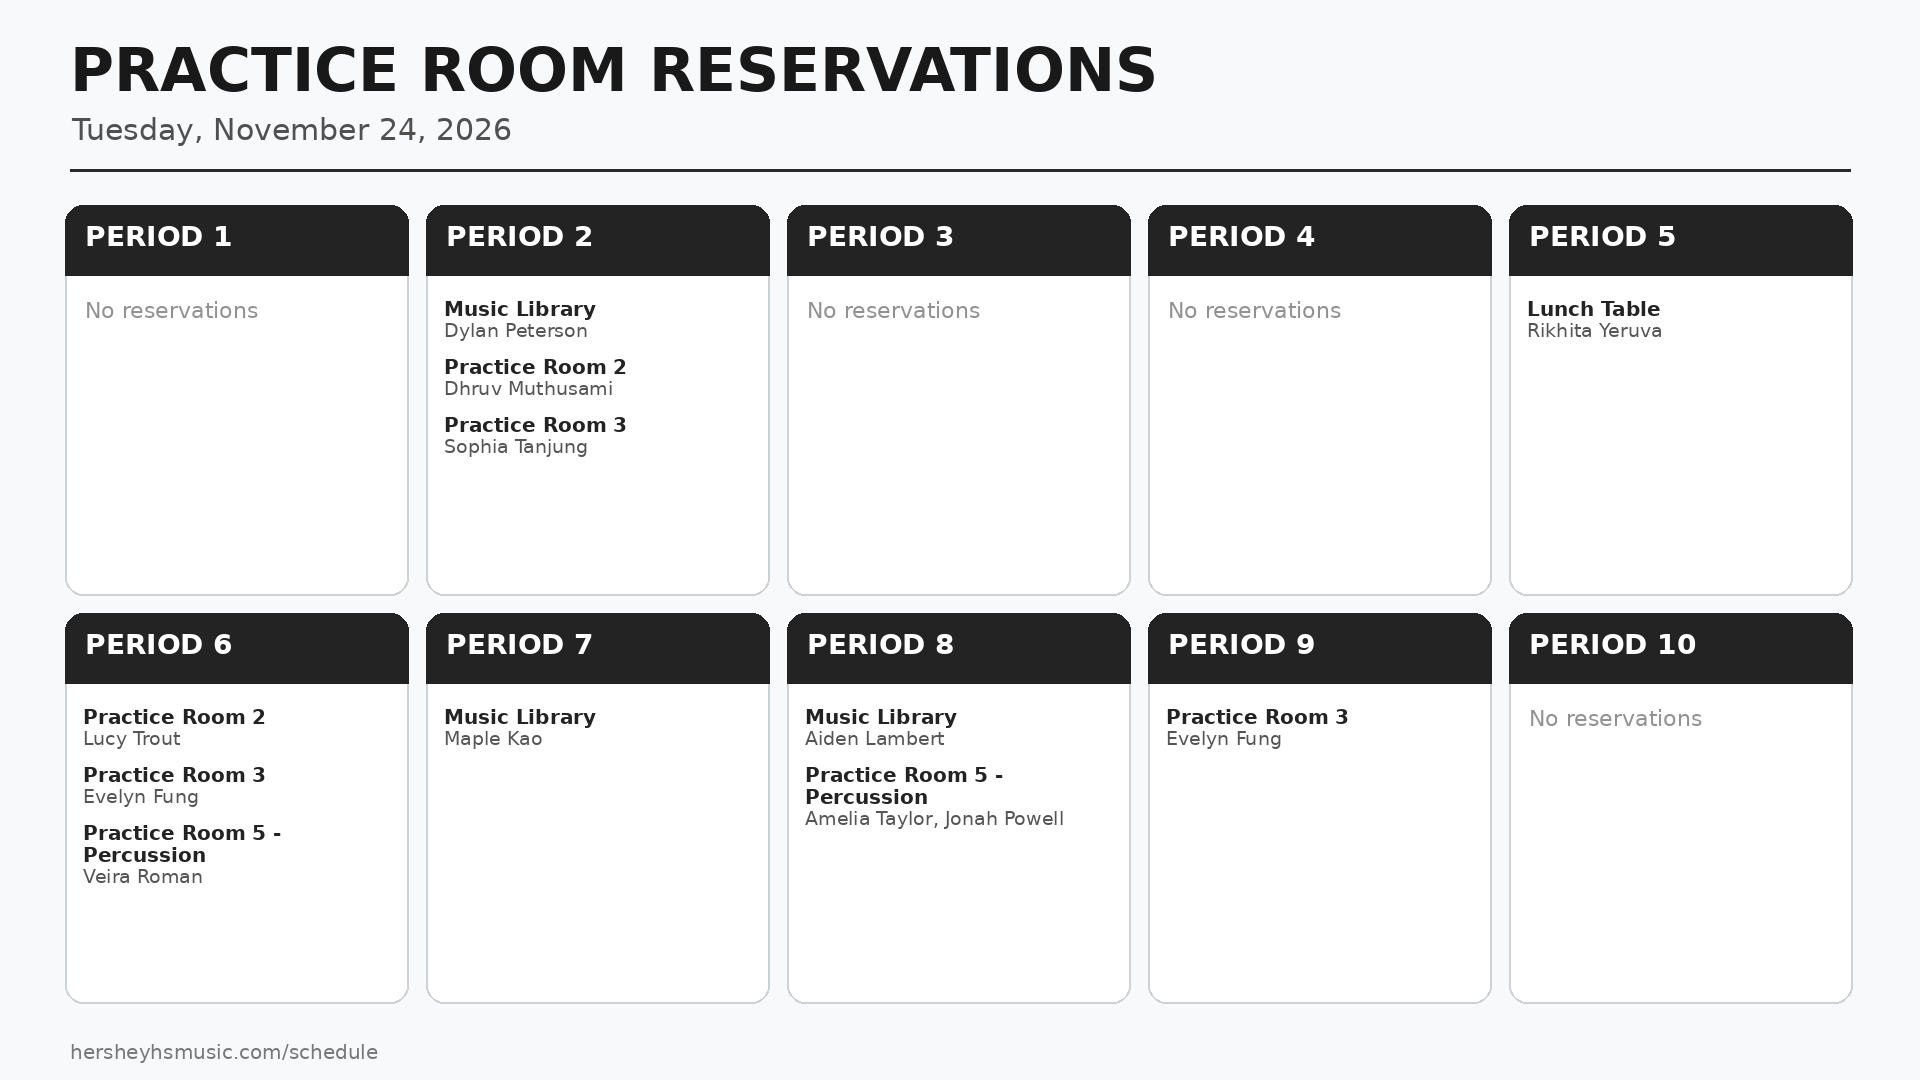 PRACTICE ROOM RESERVATIONS
Tuesday, November 24, 2026
PERIOD 1
No reservations
PERIOD 2
Music Library
Dylan Peterson
Practice Room 2
Dhruv Muthusami
Practice Room 3
Sophia Tanjung
PERIOD 3
No reservations
PERIOD 4
No reservations
PERIOD 5
Lunch Table
Rikhita Yeruva
PERIOD 6
Practice Room 2
Lucy Trout
Practice Room 3
Evelyn Fung
Practice Room 5 -
Percussion
Veira Roman
PERIOD 7
Music Library
Maple Kao
PERIOD 8
Music Library
Aiden Lambert
Practice Room 5 -
Percussion
Amelia Taylor, Jonah Powell
PERIOD 9
Practice Room 3
Evelyn Fung
PERIOD 10
No reservations
hersheyhsmusic.com/schedule